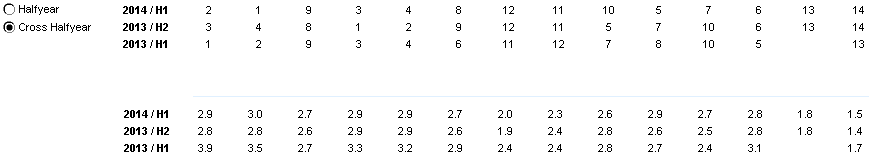 Halfyear 2014 / H1 2 1 9 3 4 8 12 11 10 5 7 6 13 14
Cross Halfyear 2013 / H2 3 4 8 1 2 9 12 11 5 7 10 6 13 14
2013 / H1 1 2 9 3 4 6 11 12 7 8 10 5 13
2014 / H1 2.9 3.0 2.7 2.9 2.9 2.7 2.0 2.3 2.6 2.9 2.7 2.8 1.8 1.5
2013 / H2 2.8 2.8 2.6 2.9 2.9 2.6 1.9 2.4 2.8 2.6 2.5 2.8 1.8 1.4
2013 / H1 3.9 3.5 2.7 3.3 3.2 2.9 2.4 2.4 2.8 2.7 2.4 3.1 1.7